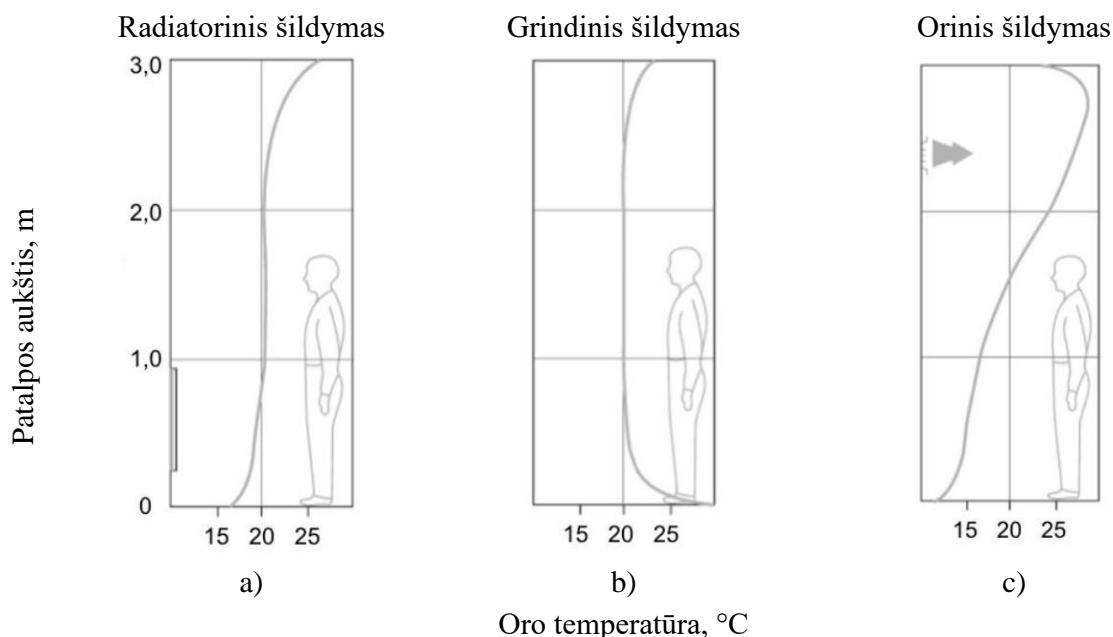 Radiatorinis šildymas
Grindinis šildymas
Orinis šildymas
Patalpos aukštis, m
3,0
2,0
1,0
0
15 20 25
15 20 25
15 20 25
a)
b)
c)
Oro temperatūra, °C